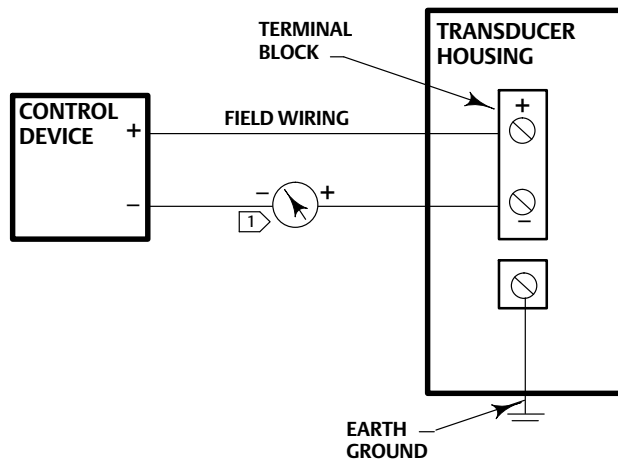 TERMINAL
BLOCK
TRANSDUCER
HOUSING
CONTROL
DEVICE
+
FIELD WIRING
+
−
−
1
+
−
EARTH
GROUND